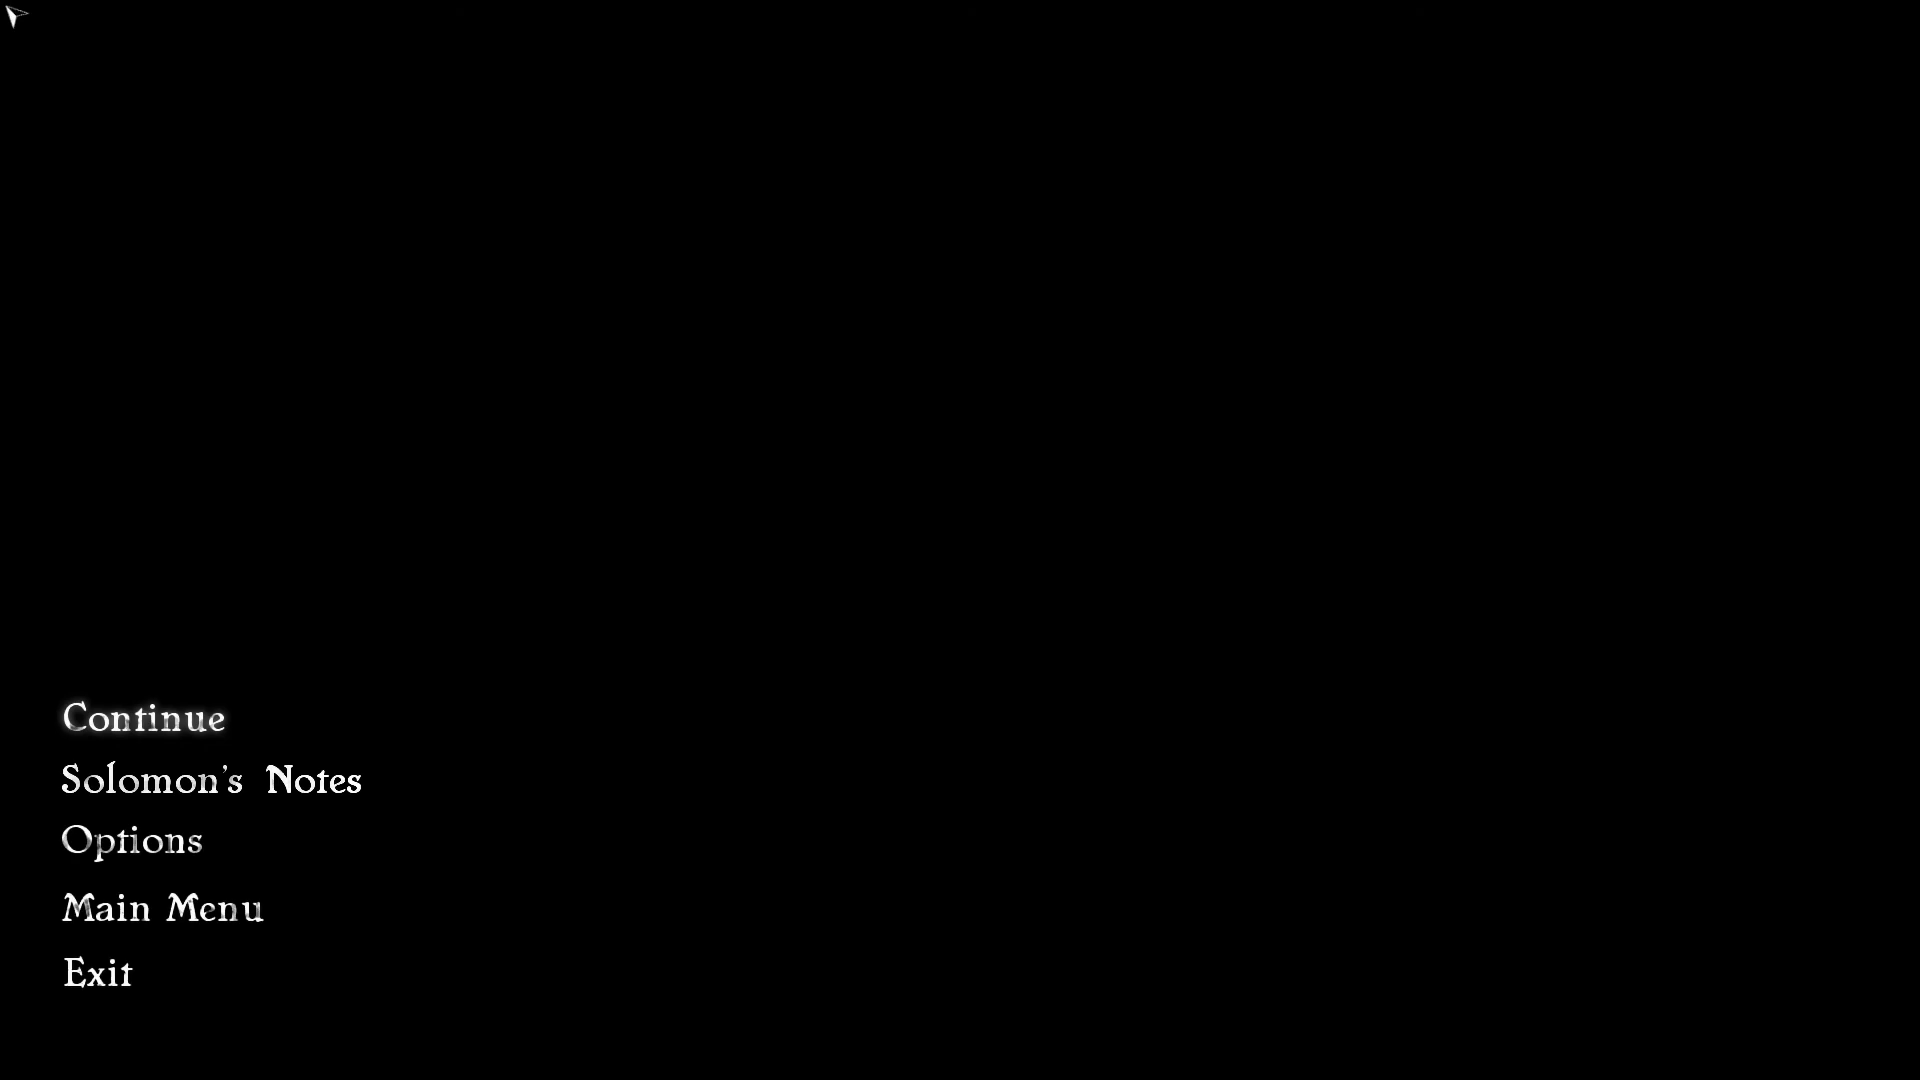 Continue
Solomon's Notes
Options
Main Menu
Exit